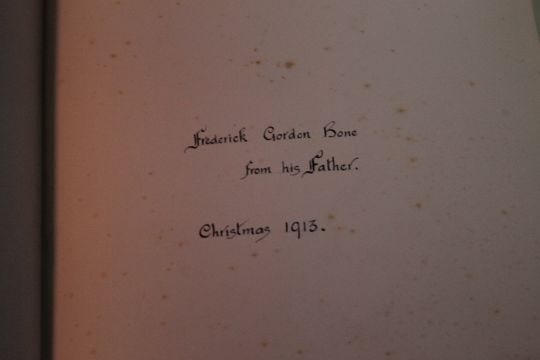 Frederick Gordon Bone
from his Father.
Christmas 1913.